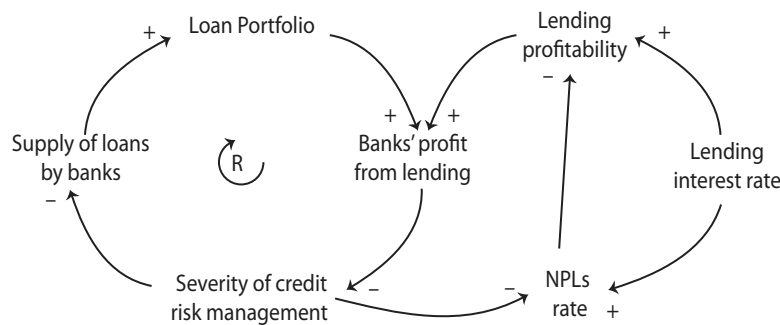 Loan Portfolio
Lending
profitability
+
+
–
+
+
Supply of loans
by banks
R
Banks’ profit
from lending
Lending
interest rate
–
Severity of credit
risk management
–
–
NPLs
rate
+